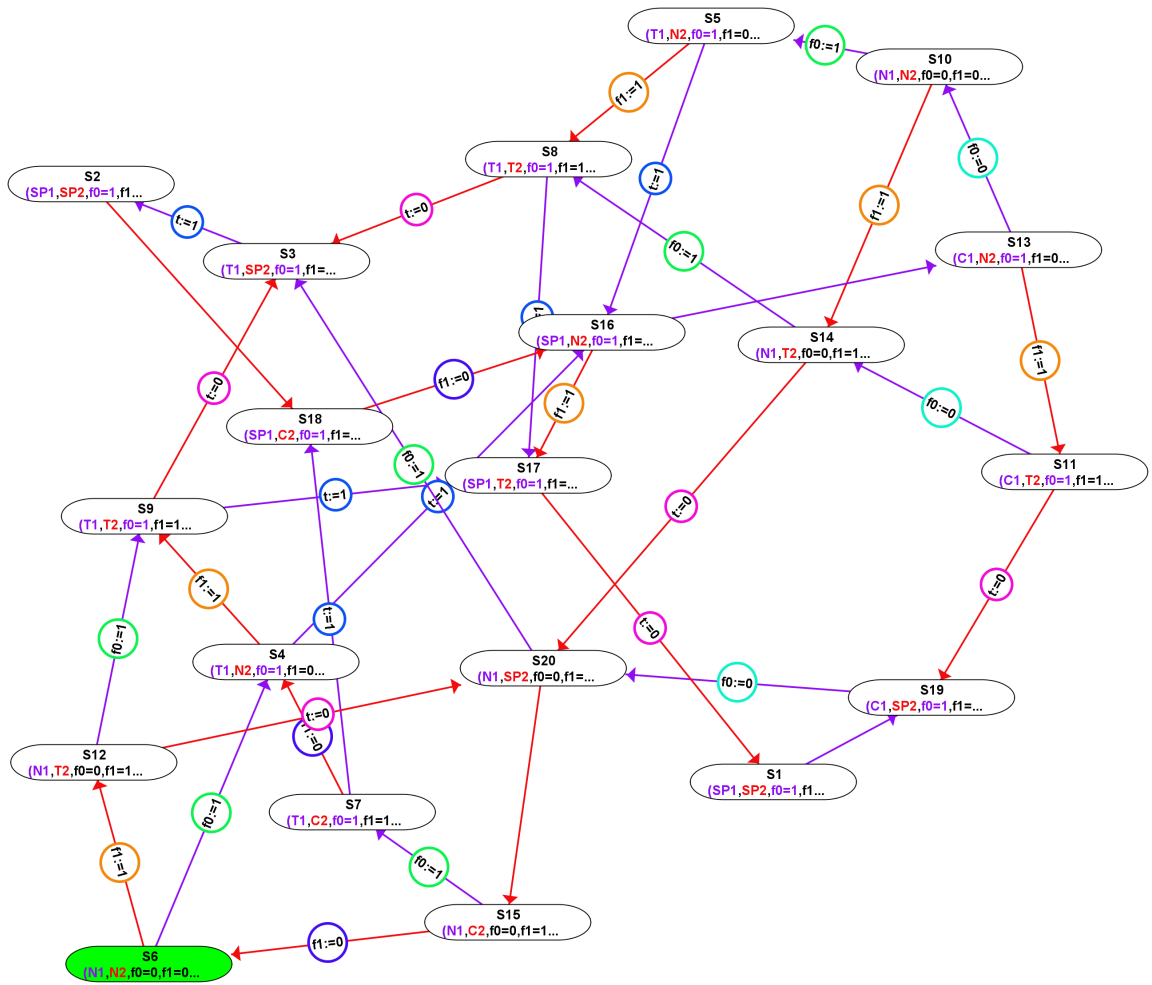 S5
(T1,N2,f0=1,f1=0...
f0:=1
S10
(N1,N2,f0=0,f1=0...
f1:=1
S8
(T1,T2,f0=1,f1=1...
f0:=0
S2
(SP1,SP2,f0=1,f1...
t:=1
f1:=1
t:=0
t:=1
S3
(T1,SP2,f0=1,f1=...
f0:=1
S13
(C1,N2,f0=1,f1=0...
S16
(SP1,N2,f0=1,f1=...
S14
(N1,T2,f0=0,f1=1...
f1:=1
f1:=0
t:=0
f1:=1
f0:=0
S18
(SP1,C2,f0=1,f1=...
f0:=1
S17
(SP1,T2,f0=1,f1=...
S11
(C1,T2,f0=1,f1=1...
t:=1
t:=1
t:=0
S9
(T1,T2,f0=1,f1=1...
f1:=1
t:=0
t:=1
t:=0
f0:=1
S4
(T1,N2,f0=1,f1=0...
S20
(N1,SP2,f0=0,f1=...
f0:=0
S19
(C1,SP2,f0=1,f1=...
t:=0
S12
(N1,T2,f0=0,f1=1...
S1
(SP1,SP2,f0=1,f1...
S7
(T1,C2,f0=1,f1=1...
f0:=1
f1:=1
f0:=1
S15
(N1,C2,f0=0,f1=1...
f1:=0
S6
(N1,N2,f0=0,f1=0...